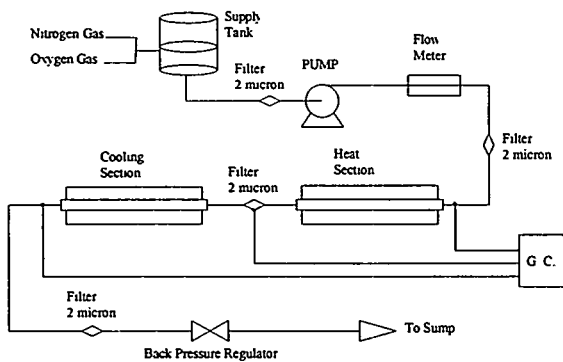 Nitrogen Gas
Oxygen Gas
Supply
Tank
Filter
2 micron
PUMP
Flow
Meter
Filter
2 micron
Cooling
Section
Filter
2 micron
Heat
Section
G. C.
Filter
2 micron
To Sump
Back Pressure Regulator